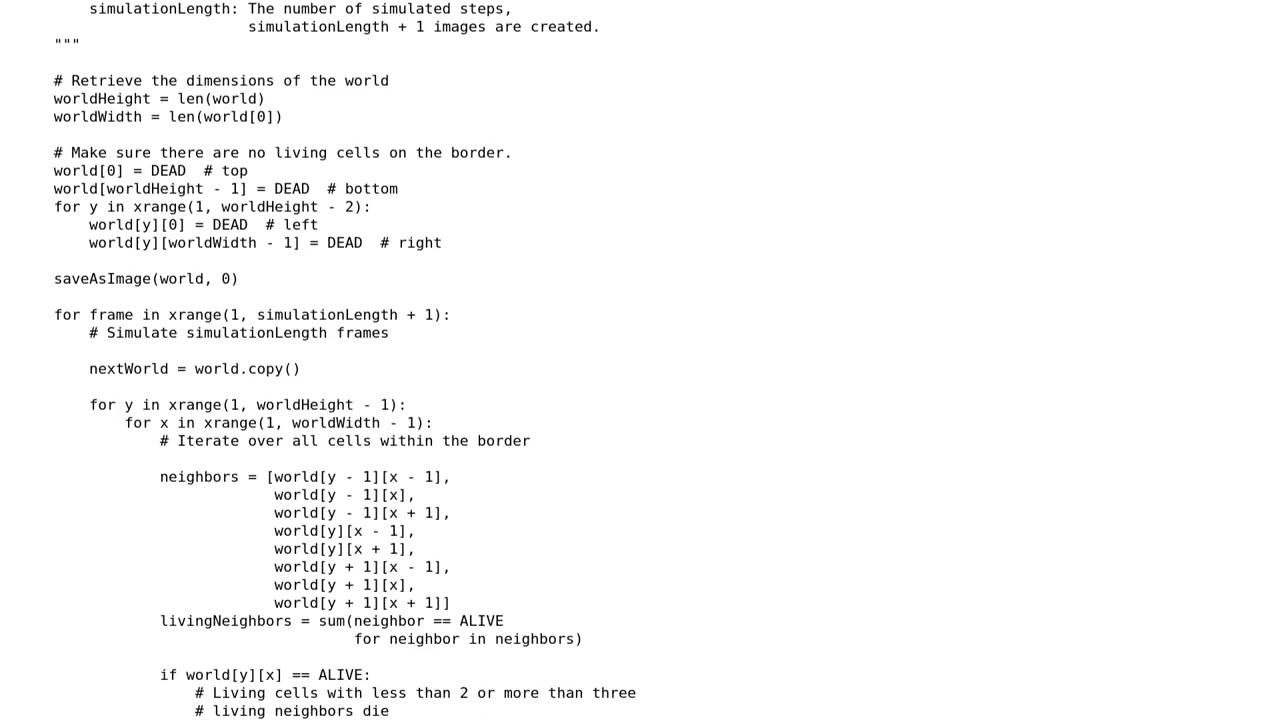 simulationLength: The number of simulated steps,
                      simulationLength + 1 images are created.
"""

# Retrieve the dimensions of the world
worldHeight = len(world)
worldWidth = len(world[0])

# Make sure there are no living cells on the border.
world[0] = DEAD  # top
world[worldHeight - 1] = DEAD  # bottom
for y in xrange(1, worldHeight - 2):
    world[y][0] = DEAD  # left
    world[y][worldWidth - 1] = DEAD  # right

saveAsImage(world, 0)

for frame in xrange(1, simulationLength + 1):
    # Simulate simulationLength frames

    nextWorld = world.copy()

    for y in xrange(1, worldHeight - 1):
        for x in xrange(1, worldWidth - 1):
            # Iterate over all cells within the border

            neighbors = [world[y - 1][x - 1],
                         world[y - 1][x],
                         world[y - 1][x + 1],
                         world[y][x - 1],
                         world[y][x + 1],
                         world[y + 1][x - 1],
                         world[y + 1][x],
                         world[y + 1][x + 1]]
            livingNeighbors = sum(neighbor == ALIVE
                                  for neighbor in neighbors)

            if world[y][x] == ALIVE:
                # Living cells with less than 2 or more than three
                # living neighbors die